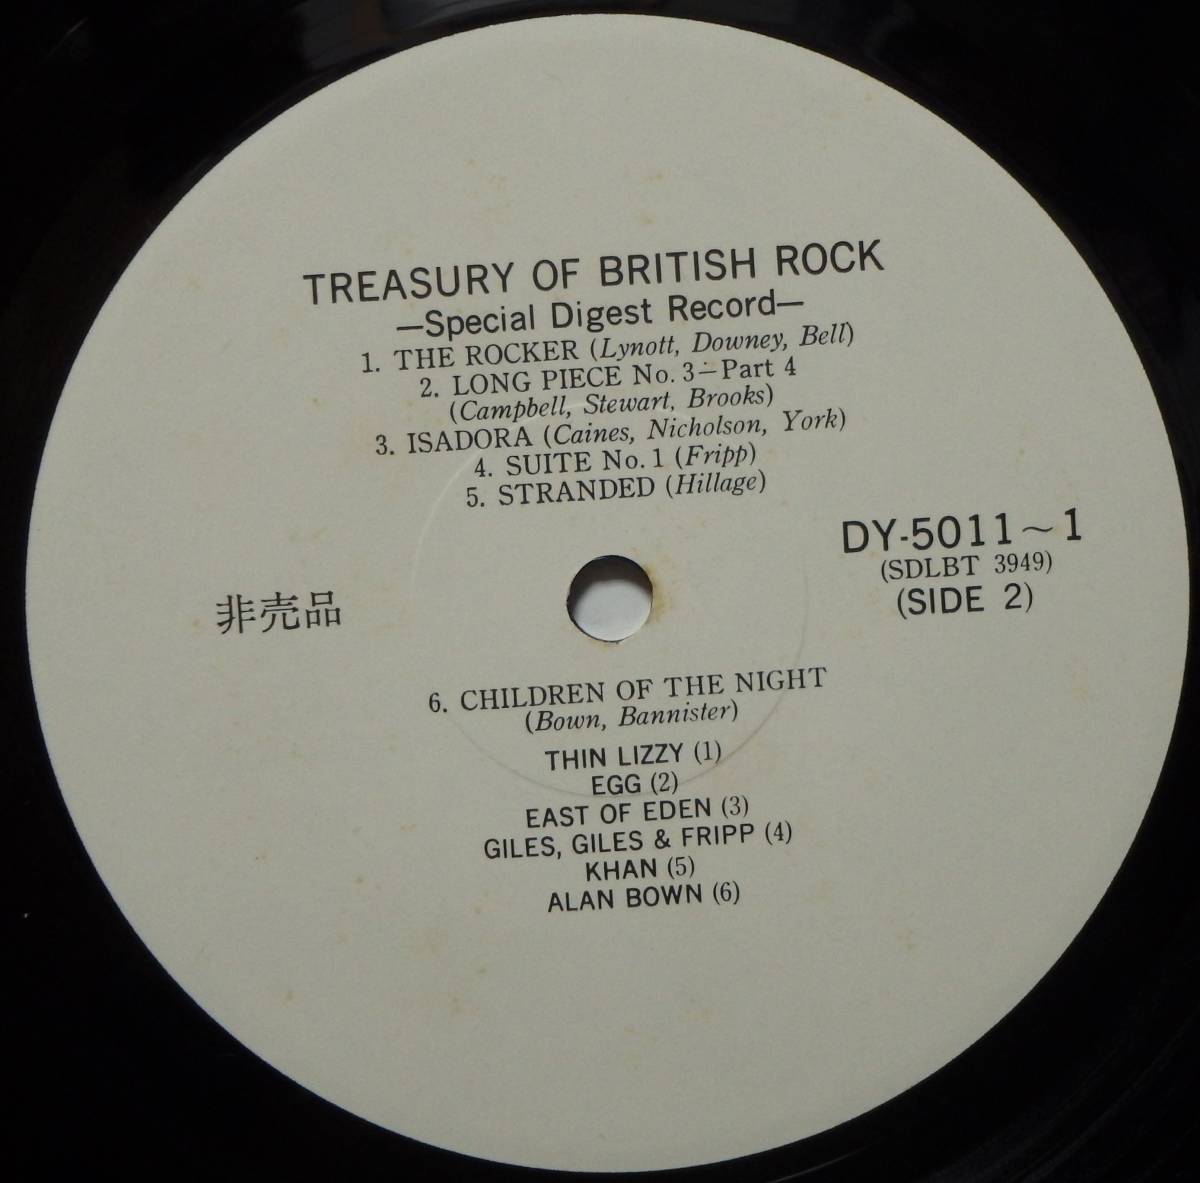 TREASURY OF BRITISH ROCK
—Special Digest Record—
1. THE ROCKER (Lynott, Downey, Bell)
2. LONG PIECE No. 3–Part 4
(Campbell, Stewart, Brooks)
3. ISADORA (Caines, Nicholson, York)
4. SUITE No. 1 (Fripp)
5. STRANDED (Hillage)
DY-5011~1
(SDLBT 3949)
(SIDE 2)
非売品
6. CHILDREN OF THE NIGHT
(Bown, Bannister)
THIN LIZZY (1)
EGG (2)
EAST OF EDEN (3)
GILES, GILES & FRIPP (4)
KHAN (5)
ALAN BOWN (6)